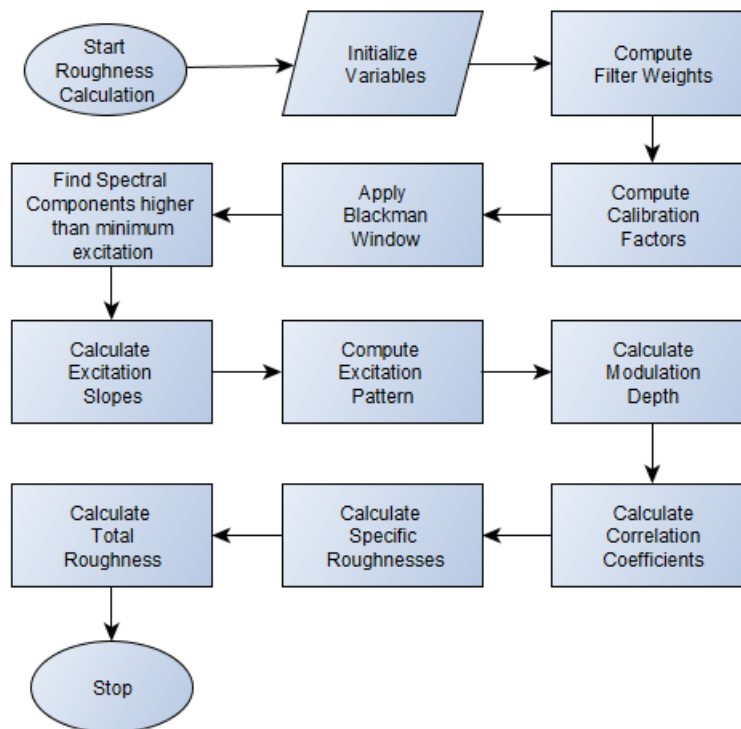 Start
Roughness
Calculation
Initialize
Variables
Compute
Filter Weights
Find Spectral
Components higher
than minimum
excitation
Apply
Blackman
Window
Compute
Calibration
Factors
Calculate
Excitation
Slopes
Compute
Excitation
Pattern
Calculate
Modulation
Depth
Calculate
Total
Roughness
Calculate
Specific
Roughnesses
Calculate
Correlation
Coefficients
Stop